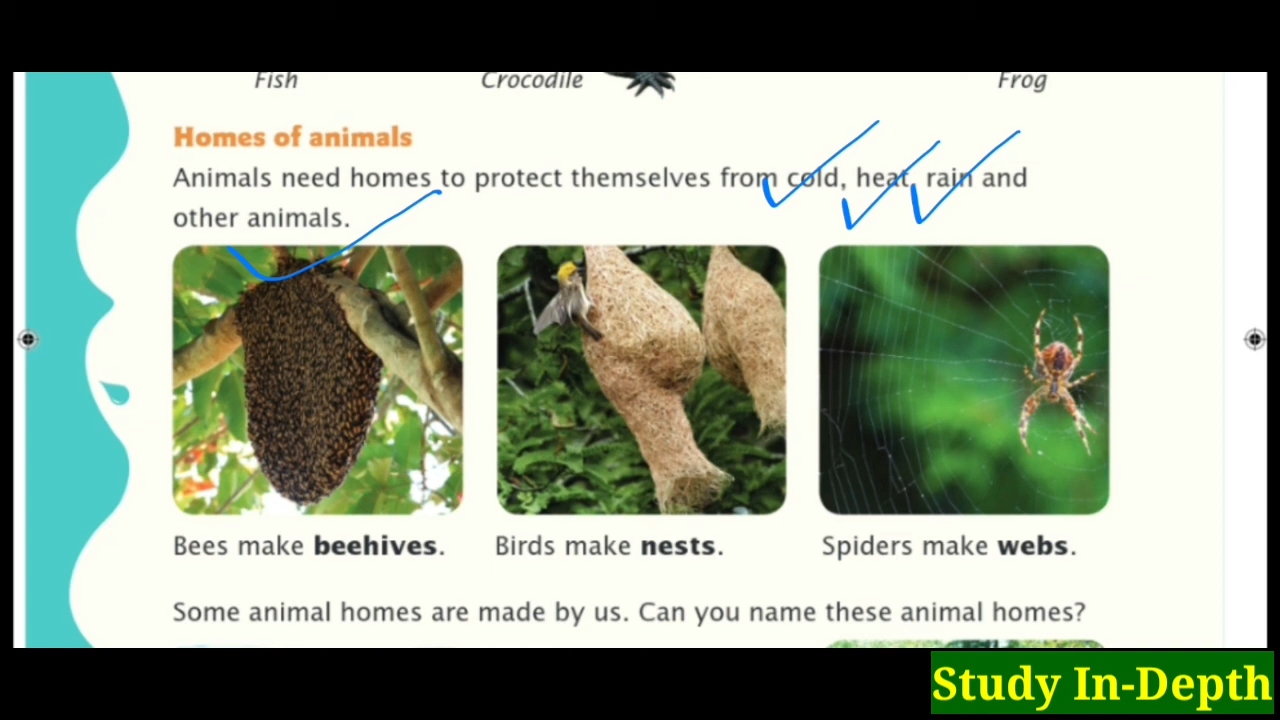 Fish Crocodile Frog
Homes of animals
Animals need homes to protect themselves from cold, heat, rain and
other animals.
Bees make beehives. Birds make nests. Spiders make webs.
Some animal homes are made by us. Can you name these animal homes?
Study In-Depth